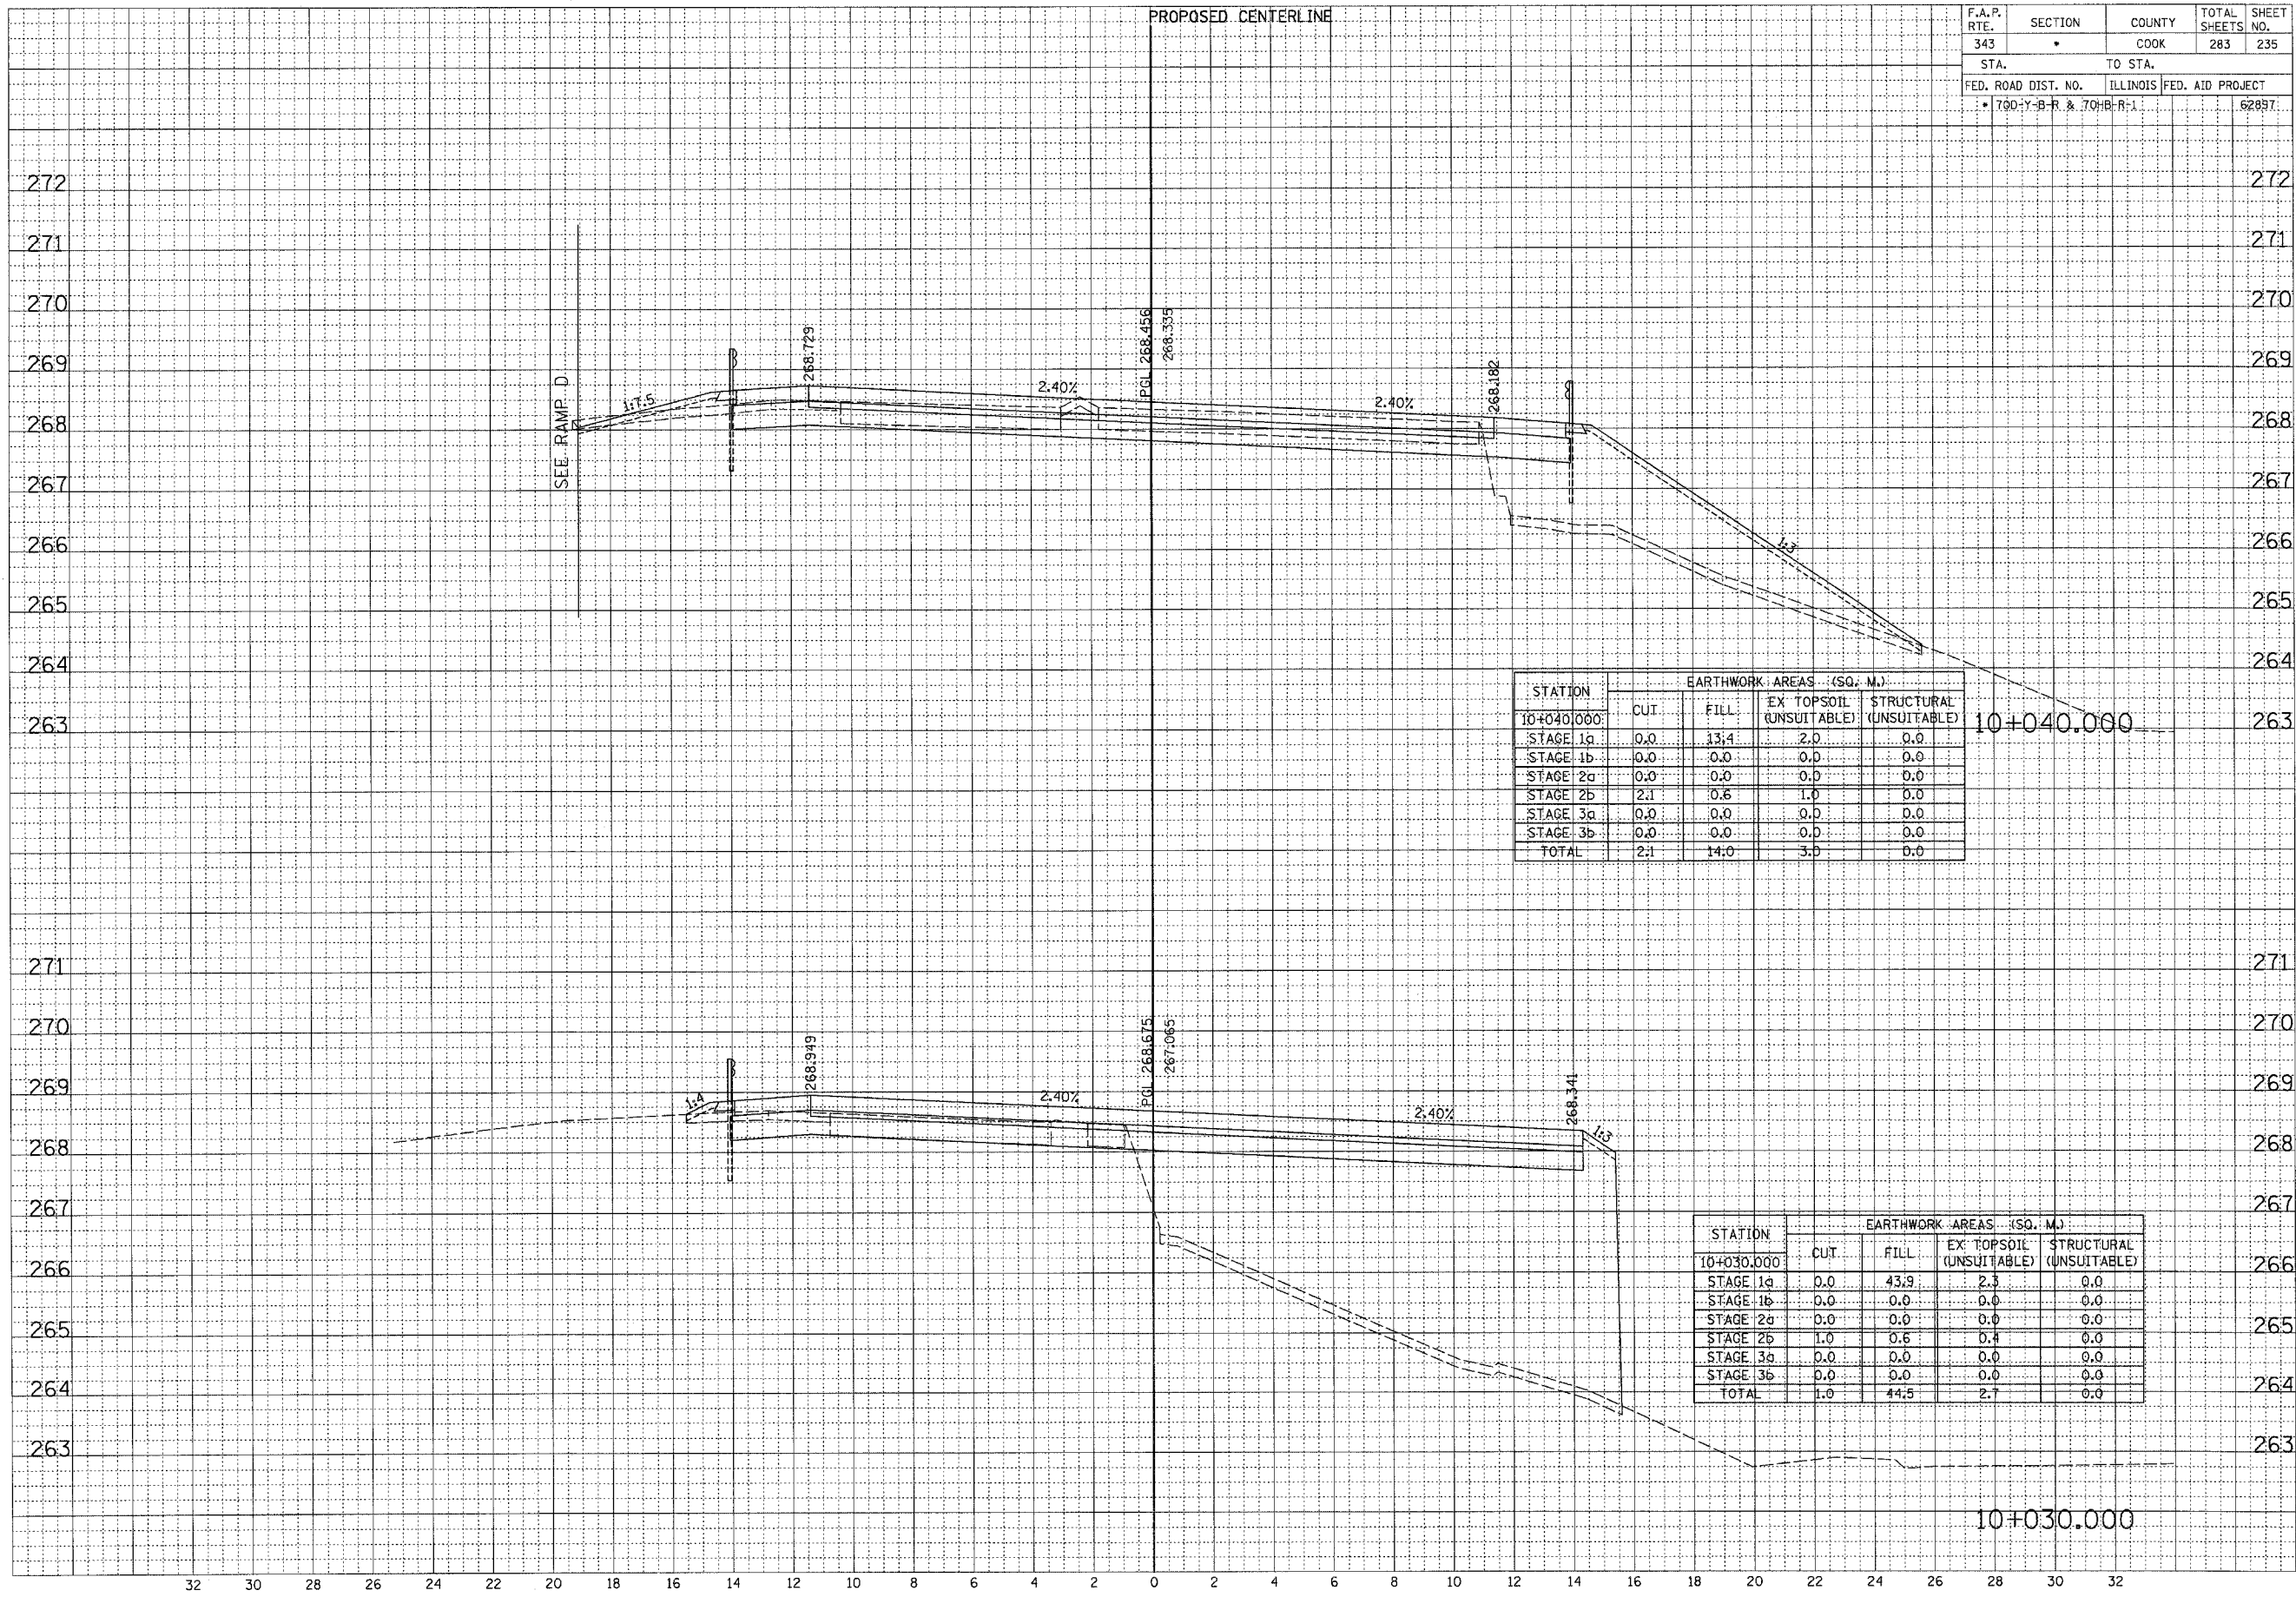 PROPOSED CENTERLINE
F.A.P. RTE. SECTION COUNTY TOTAL SHEETS SHEET NO.
343 * COOK 283 235
STA. TO STA.
FED. ROAD DIST. NO. ILLINOIS FED. AID PROJECT
* 70D-Y-B-R & 70HB-R-1 62897
272 272
271 271
270 270
269 269
268 268
267 267
266 266
265 265
264 264
263 263
SEE RAMP D
1:7.5
268.729
2.40%
PGL 268.456
268.335
2.40%
268.182
1:3
10+040.000
STATION EARTHWORK AREAS (SQ. M.)
10+040.000 CUT FILL EX TOPSOIL (UNSUITABLE) STRUCTURAL (UNSUITABLE)
STAGE 1a 0.0 13.4 2.0 0.0
STAGE 1b 0.0 0.0 0.0 0.0
STAGE 2a 0.0 0.0 0.0 0.0
STAGE 2b 2.1 0.6 1.0 0.0
STAGE 3a 0.0 0.0 0.0 0.0
STAGE 3b 0.0 0.0 0.0 0.0
TOTAL 2.1 14.0 3.0 0.0
271 271
270 270
269 269
268 268
267 267
266 266
265 265
264 264
263 263
1:4
268.949
2.40%
PGL 268.675
267.065
2.40%
268.341
1:3
STATION EARTHWORK AREAS (SQ. M.)
10+030.000 CUT FILL EX TOPSOIL (UNSUITABLE) STRUCTURAL (UNSUITABLE)
STAGE 1a 0.0 43.9 2.3 0.0
STAGE 1b 0.0 0.0 0.0 0.0
STAGE 2a 0.0 0.0 0.0 0.0
STAGE 2b 1.0 0.6 0.4 0.0
STAGE 3a 0.0 0.0 0.0 0.0
STAGE 3b 0.0 0.0 0.0 0.0
TOTAL 1.0 44.5 2.7 0.0
10+030.000
32 30 28 26 24 22 20 18 16 14 12 10 8 6 4 2 0 2 4 6 8 10 12 14 16 18 20 22 24 26 28 30 32